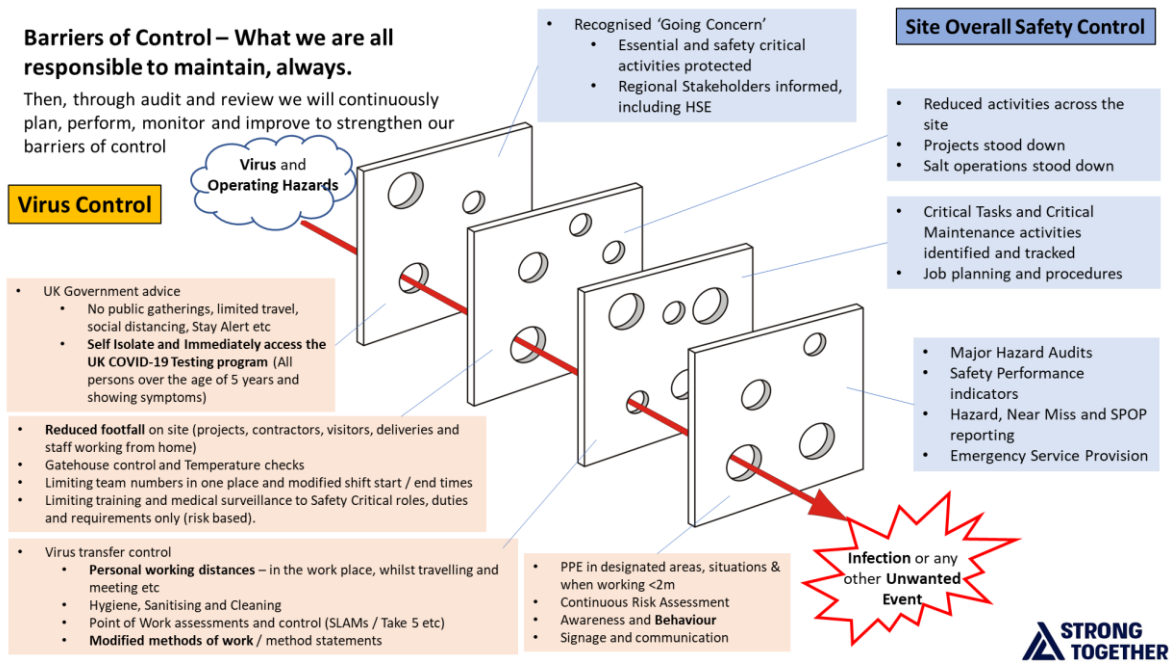 Barriers of Control – What we are all
responsible to maintain, always.
Then, through audit and review we will continuously
plan, perform, monitor and improve to strengthen our
barriers of control
Virus and
Operating Hazards
Virus Control
• Recognised ‘Going Concern’
• Essential and safety critical
activities protected
• Regional Stakeholders informed,
including HSE
Site Overall Safety Control
• Reduced activities across the
site
• Projects stood down
• Salt operations stood down
• Critical Tasks and Critical
Maintenance activities
identified and tracked
• Job planning and procedures
• Major Hazard Audits
• Safety Performance
indicators
• Hazard, Near Miss and SPOP
reporting
• Emergency Service Provision
• UK Government advice
• No public gatherings, limited travel,
social distancing, Stay Alert etc
• Self Isolate and Immediately access the
UK COVID-19 Testing program (All
persons over the age of 5 years and
showing symptoms)
• Reduced footfall on site (projects, contractors, visitors, deliveries and
staff working from home)
• Gatehouse control and Temperature checks
• Limiting team numbers in one place and modified shift start / end times
• Limiting training and medical surveillance to Safety Critical roles, duties
and requirements only (risk based).
• Virus transfer control
• Personal working distances – in the work place, whilst travelling and
meeting etc
• Hygiene, Sanitising and Cleaning
• Point of Work assessments and control (SLAMs / Take 5 etc)
• Modified methods of work / method statements
• PPE in designated areas, situations &
when working <2m
• Continuous Risk Assessment
• Awareness and Behaviour
• Signage and communication
Infection or any
other Unwanted
Event
STRONG
TOGETHER